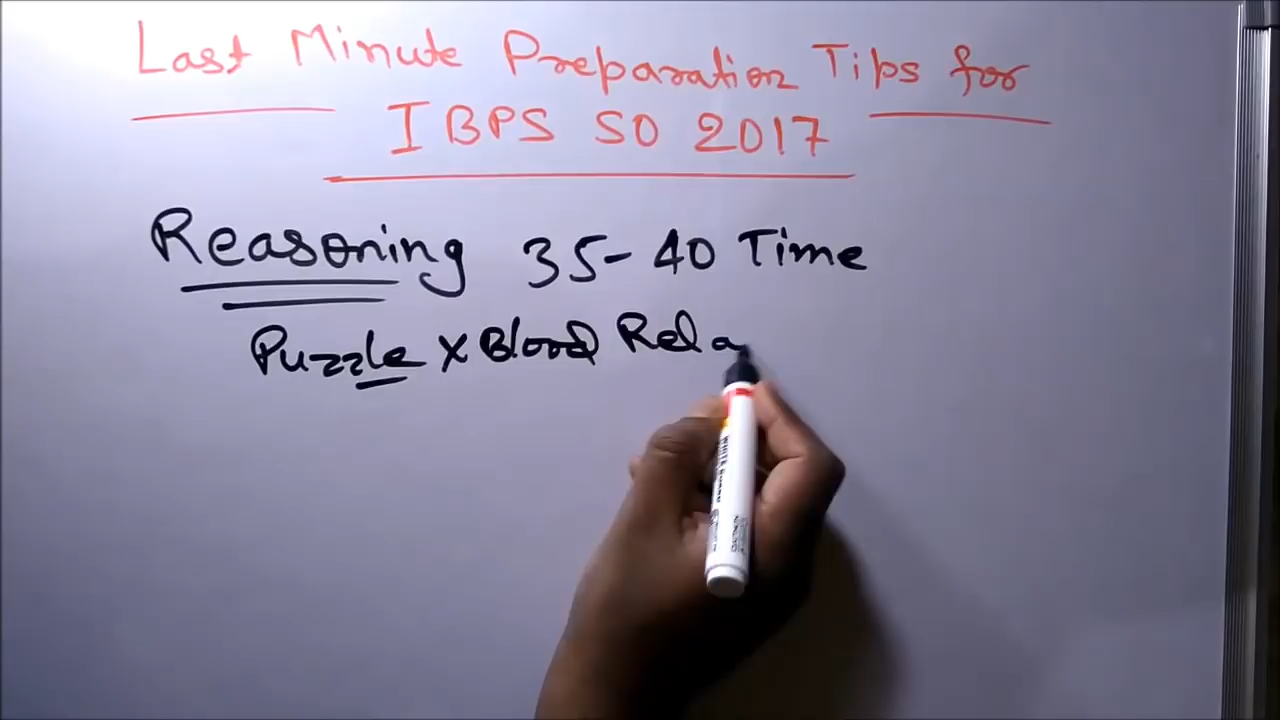 Last Minute Preparation Tips for
IBPS SO 2017
Reasoning 35-40 Time
Puzzle X Blood Rela